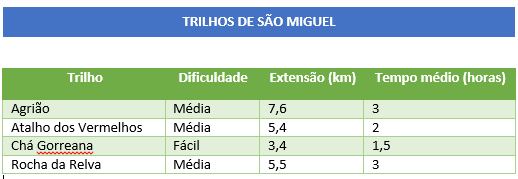 TRILHOS DE SÃO MIGUEL
Trilho Dificuldade Extensão (km) Tempo médio (horas)
Agrião Média 7,6 3
Atalho dos Vermelhos Média 5,4 2
Chá Gorreana Fácil 3,4 1,5
Rocha da Relva Média 5,5 3